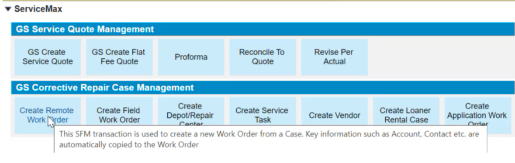 ▼ ServiceMax
GS Service Quote Management
GS Create
Service Quote
GS Create Flat
Fee Quote
Proforma
Reconcile To
Quote
Revise Per
Actual
GS Corrective Repair Case Management
Create Remote
Work Order
Create Field
Work Order
Create
Depot/Repair
Center
Create Service
Task
Create Vendor
Create Loaner
Rental Case
Create
Application Work
Order
This SFM transaction is used to create a new Work Order from a Case. Key information such as Account, Contact etc. are
automatically copied to the Work Order